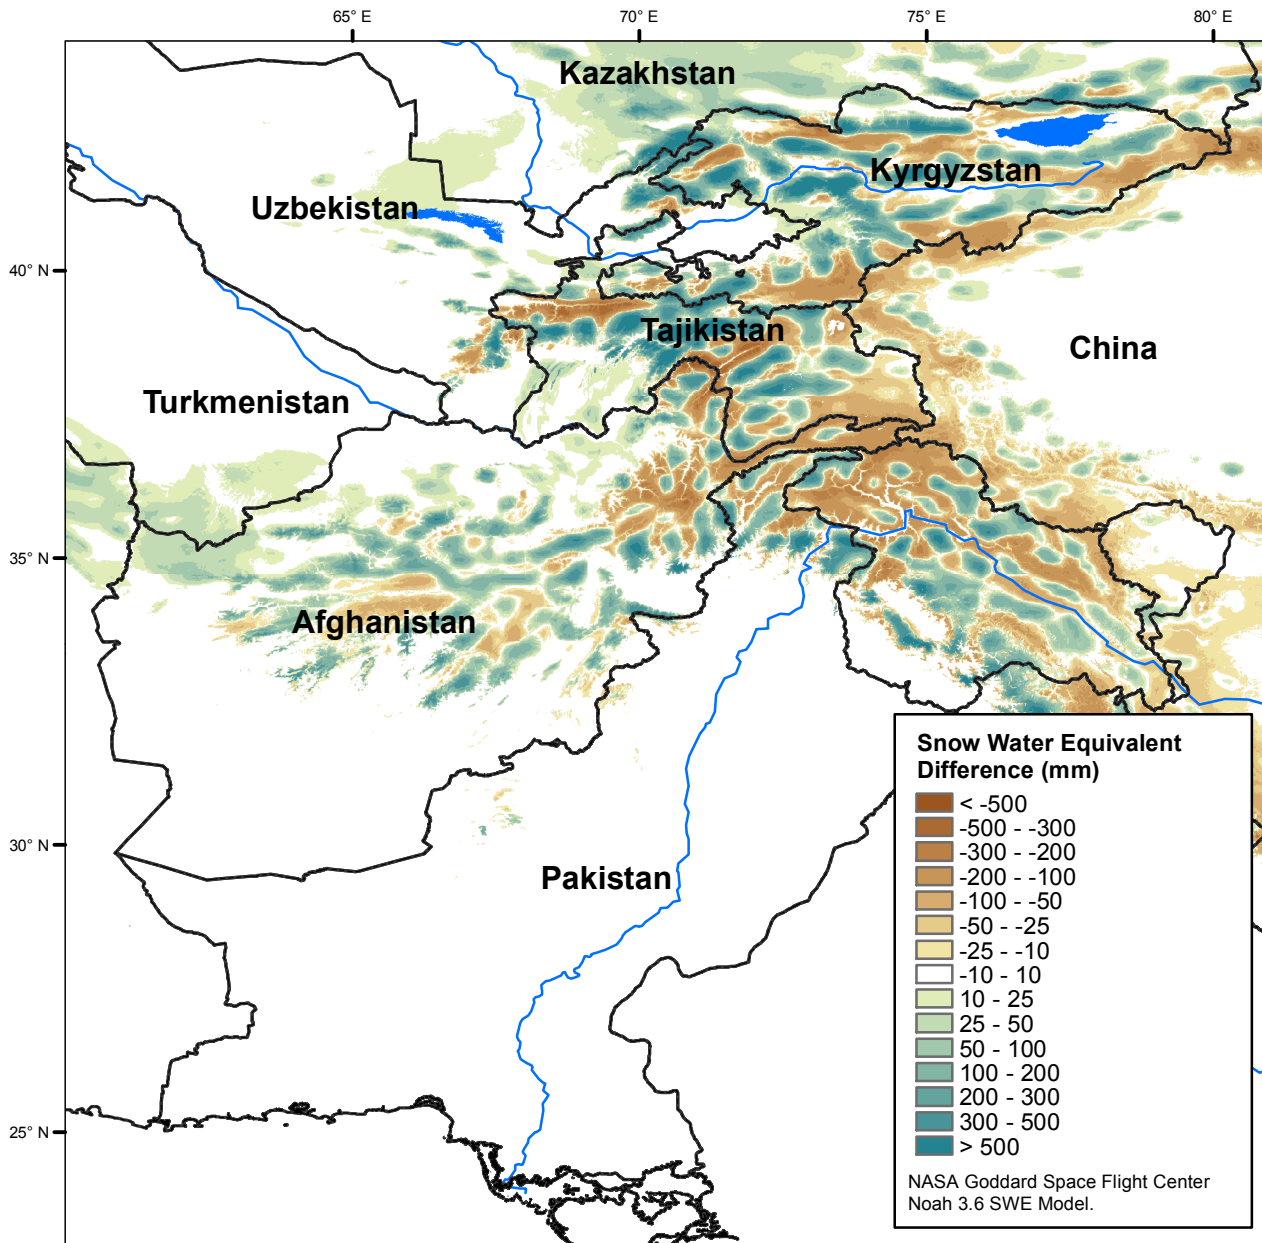 65° E
70° E
75° E
80° E
Kazakhstan
Kyrgyzstan
Uzbekistan
40° N
Tajikistan
China
Turkmenistan
35° N
Afghanistan
30° N
Pakistan
25° N
Snow Water Equivalent
Difference (mm)
< -500
-500 - -300
-300 - -200
-200 - -100
-100 - -50
-50 - -25
-25 - -10
-10 - 10
10 - 25
25 - 50
50 - 100
100 - 200
200 - 300
300 - 500
> 500
NASA Goddard Space Flight Center
Noah 3.6 SWE Model.